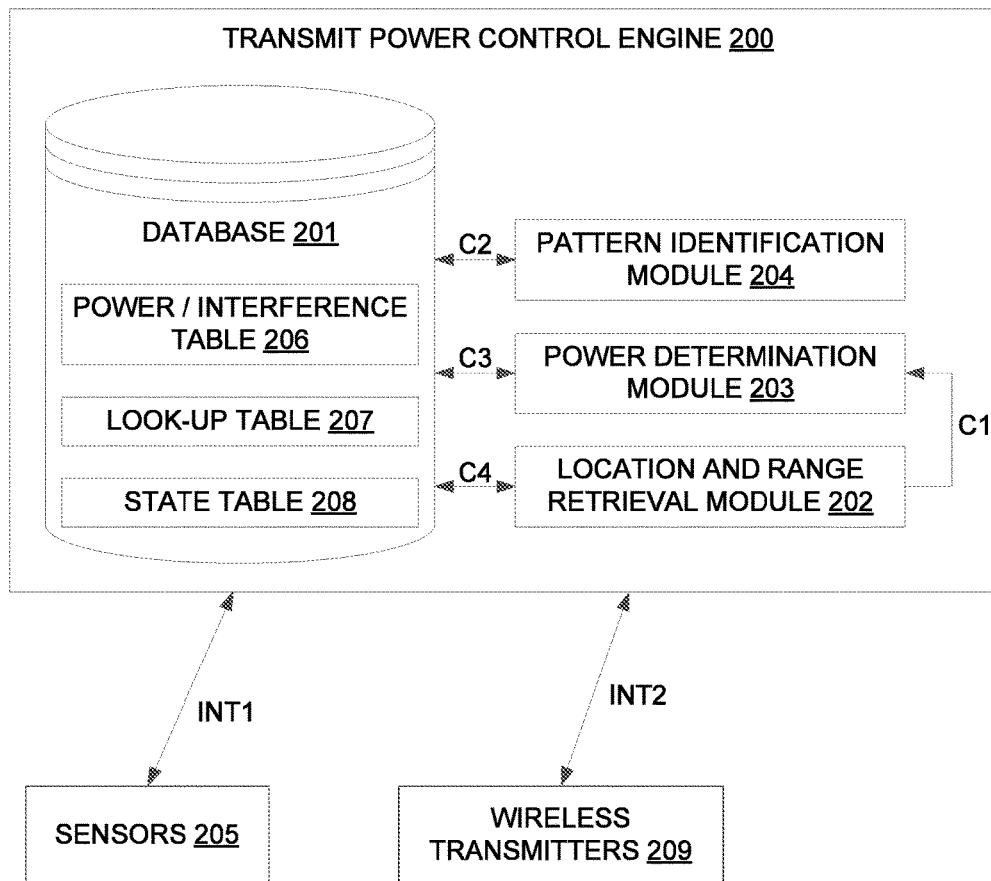 TRANSMIT POWER CONTROL ENGINE 200
DATABASE 201
POWER / INTERFERENCE
TABLE 206
LOOK-UP TABLE 207
STATE TABLE 208
C2
PATTERN IDENTIFICATION
MODULE 204
C3
POWER DETERMINATION
MODULE 203
C1
C4
LOCATION AND RANGE
RETRIEVAL MODULE 202
INT1
INT2
SENSORS 205
WIRELESS
TRANSMITTERS 209